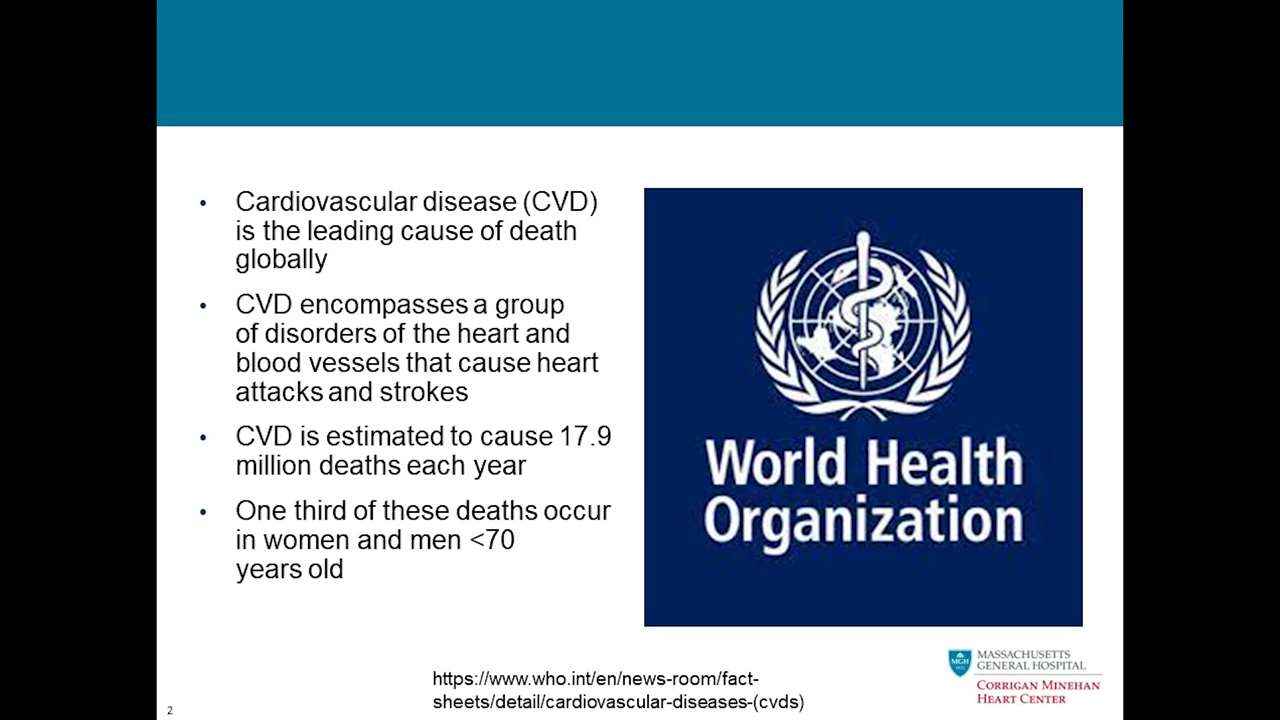 • Cardiovascular disease (CVD)
is the leading cause of death
globally
• CVD encompasses a group
of disorders of the heart and
blood vessels that cause heart
attacks and strokes
• CVD is estimated to cause 17.9
million deaths each year
• One third of these deaths occur
in women and men <70
years old
World Health
Organization
https://www.who.int/en/news-room/fact-
sheets/detail/cardiovascular-diseases-(cvds)
2
MGH
1811
MASSACHUSETTS
GENERAL HOSPITAL
CORRIGAN MINEHAN
HEART CENTER